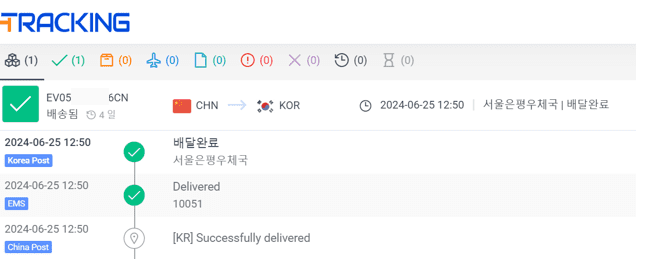 TRACKING
(1) (1) (0) (0) (0) (0) (0) (0) (0)
EV05 6CN
배송됨 4 일
CHN KOR
2024-06-25 12:50 | 서울은평우체국 | 배달완료
2024-06-25 12:50 배달완료
Korea Post 서울은평우체국
2024-06-25 12:50 Delivered
EMS 10051
2024-06-25 12:50
China Post
[KR] Successfully delivered